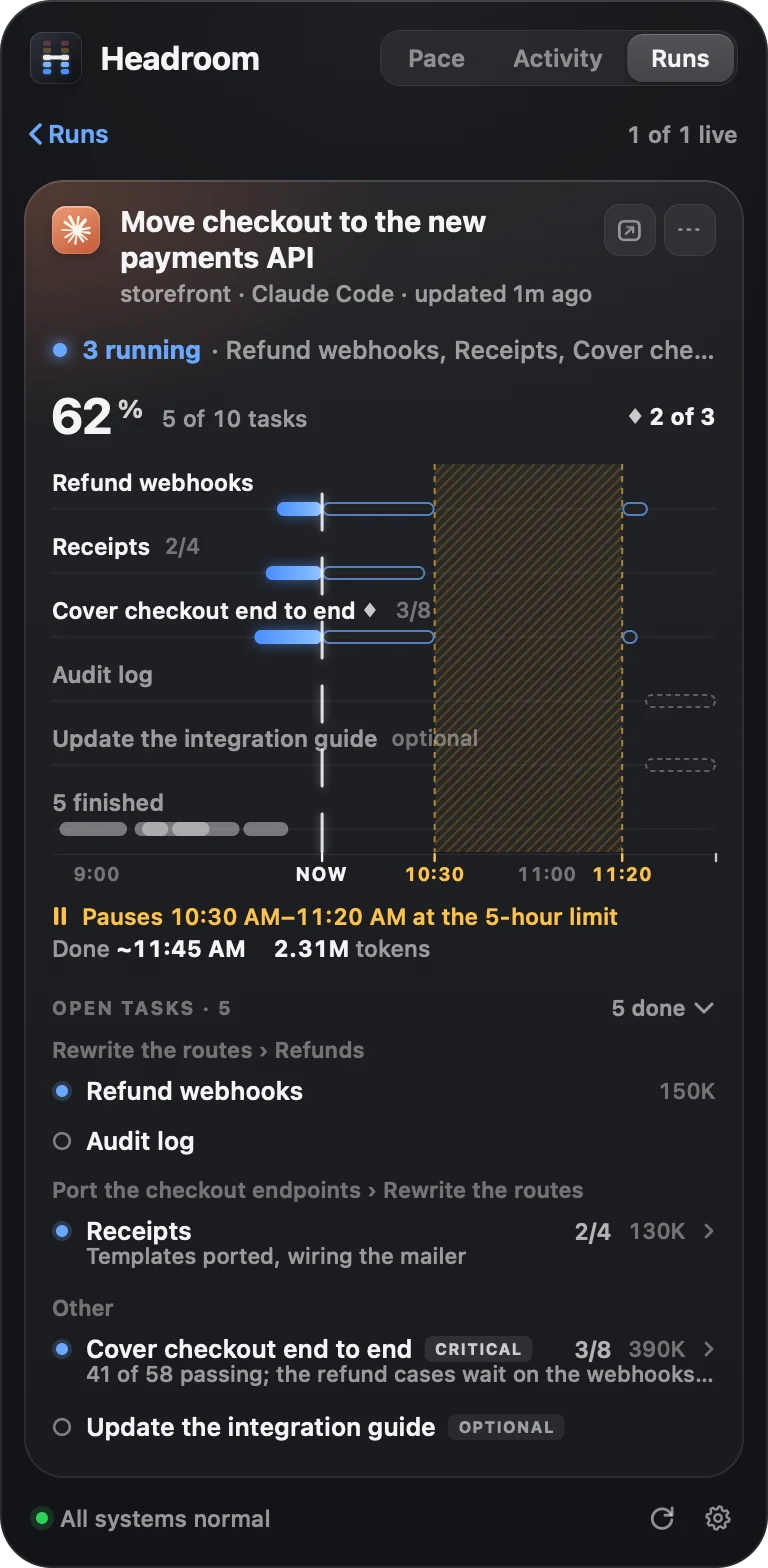 Headroom
Pace Activity Runs
Runs
1 of 1 live
Move checkout to the new
payments API
storefront · Claude Code · updated 1m ago
3 running · Refund webhooks, Receipts, Cover che...
62% 5 of 10 tasks
♦ 2 of 3
Refund webhooks
Receipts 2/4
Cover checkout end to end ♦ 3/8
Audit log
Update the integration guide optional
5 finished
9:00 NOW 10:30 11:00 11:20
Pauses 10:30 AM–11:20 AM at the 5-hour limit
Done ~11:45 AM 2.31M tokens
OPEN TASKS · 5
5 done
Rewrite the routes › Refunds
Refund webhooks 150K
Audit log
Port the checkout endpoints › Rewrite the routes
Receipts 2/4 130K
Templates ported, wiring the mailer
Other
Cover checkout end to end CRITICAL 3/8 390K
41 of 58 passing; the refund cases wait on the webhooks...
Update the integration guide OPTIONAL
All systems normal